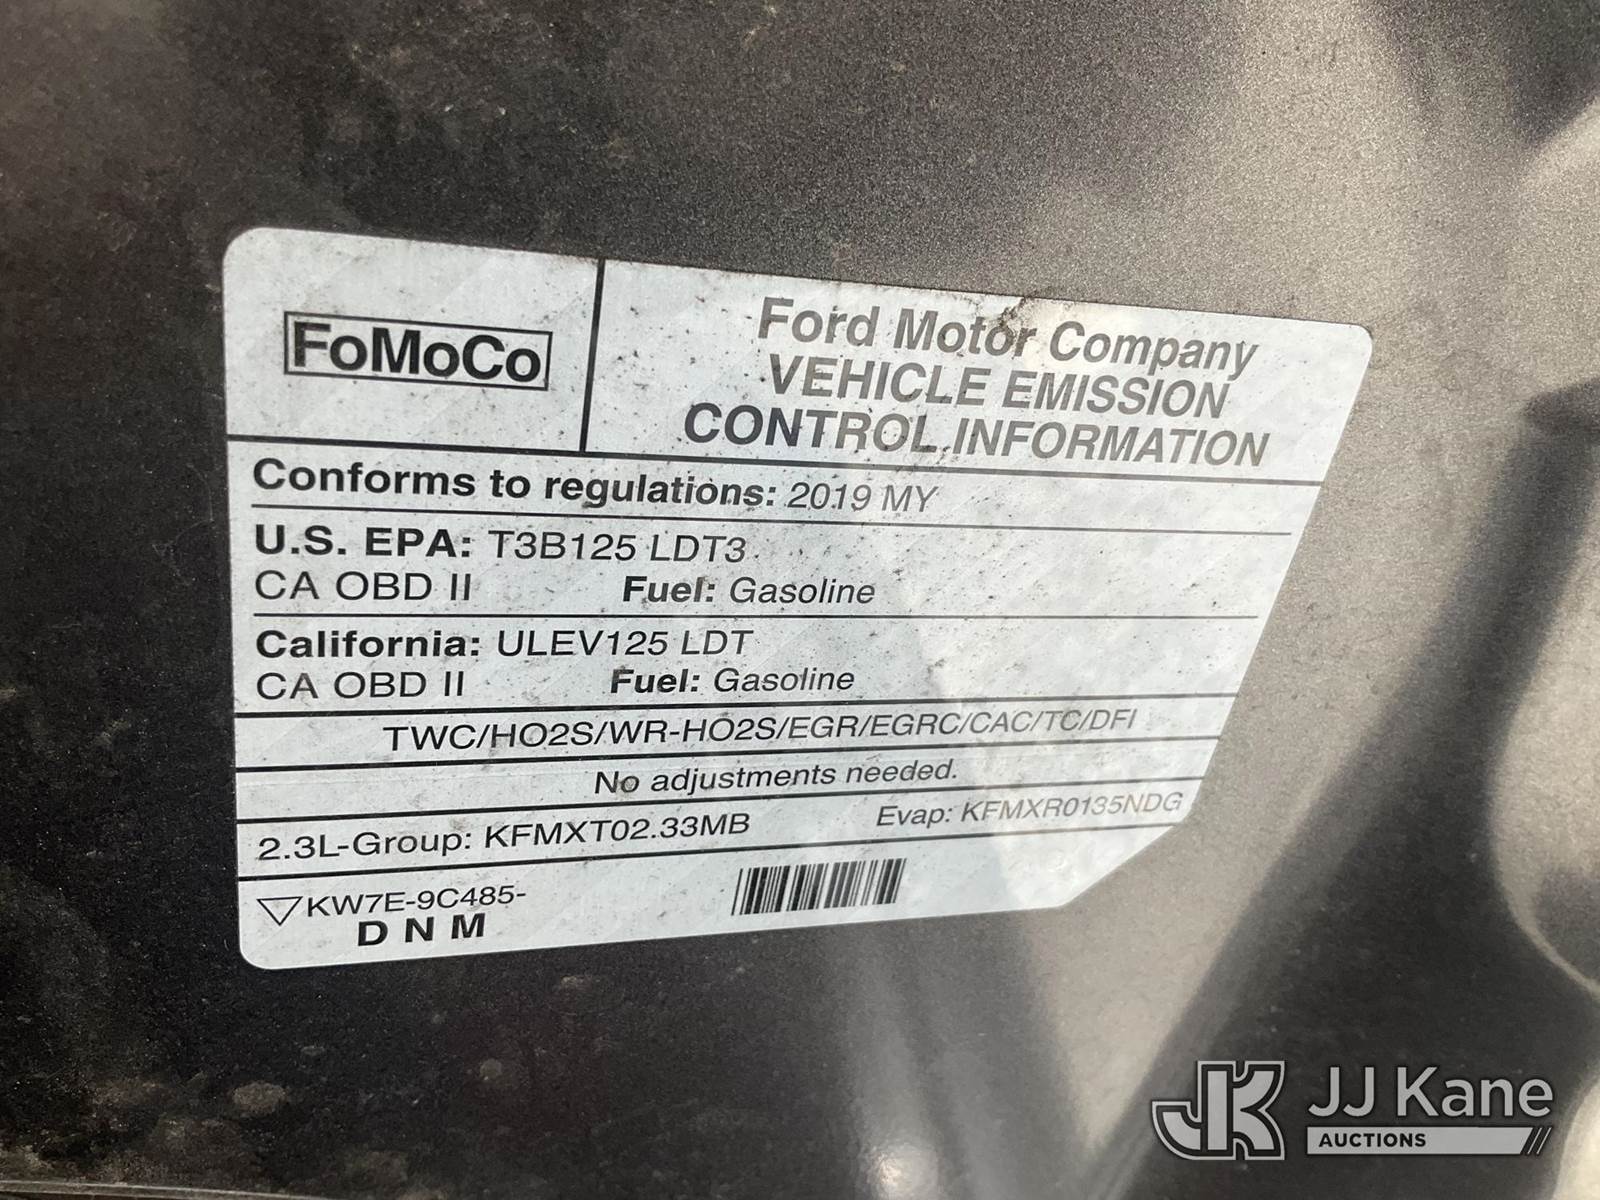 FoMoCo
Ford Motor Company
VEHICLE EMISSION
CONTROL INFORMATION
Conforms to regulations: 2019 MY
U.S. EPA: T3B125 LDT3
CA OBD II Fuel: Gasoline
California: ULEV125 LDT
CA OBD II Fuel: Gasoline
TWC/HO2S/WR-HO2S/EGR/EGRC/CAC/TC/DFI
No adjustments needed.
2.3L-Group: KFMXT02.33MB Evap: KFMXR0135NDG
KW7E-9C485-
D N M
JK JJ Kane
AUCTIONS